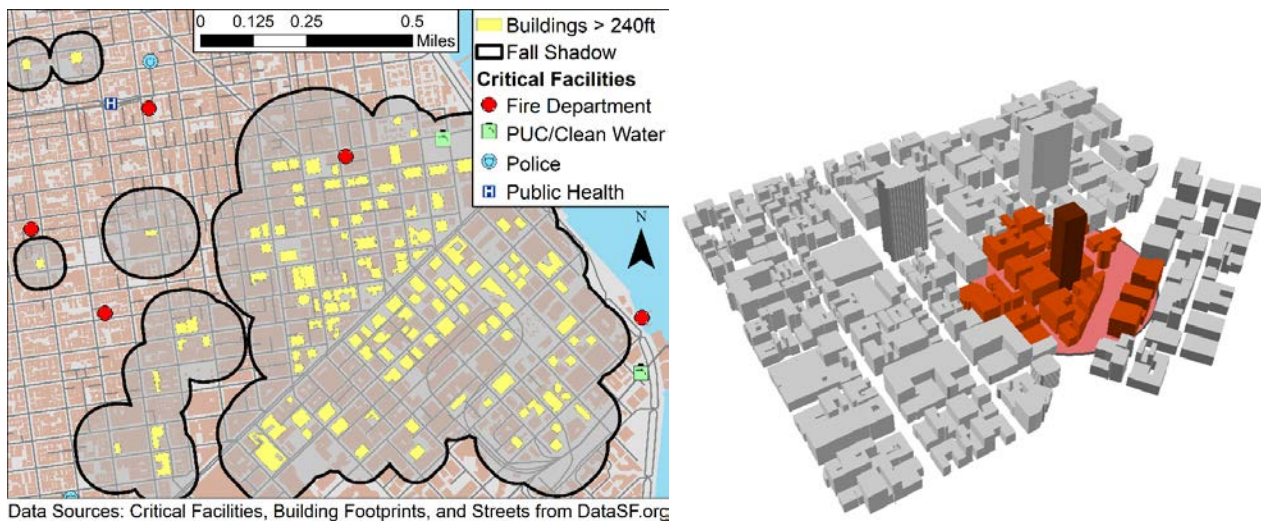 0 0.125 0.25 0.5
Miles
Buildings > 240ft
Fall Shadow
Critical Facilities
Fire Department
PUC/Clean Water
Police
H Public Health
H
N
Data Sources: Critical Facilities, Building Footprints, and Streets from DataSF.org